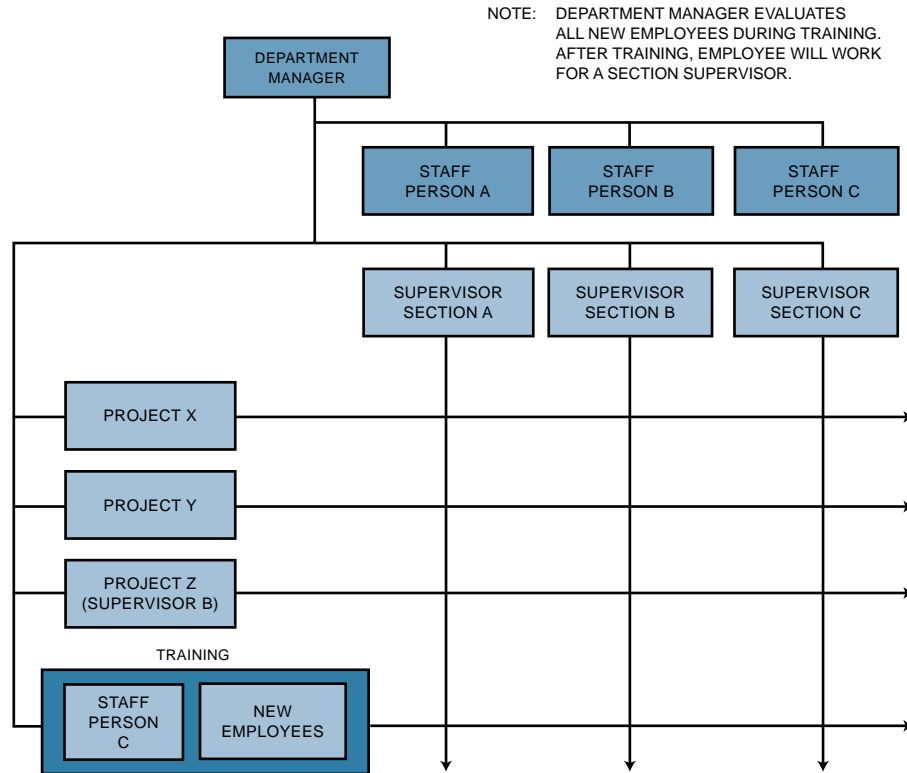 NOTE: DEPARTMENT MANAGER EVALUATES
ALL NEW EMPLOYEES DURING TRAINING.
AFTER TRAINING, EMPLOYEE WILL WORK
FOR A SECTION SUPERVISOR.
DEPARTMENT
MANAGER
STAFF
PERSON A
STAFF
PERSON B
STAFF
PERSON C
SUPERVISOR
SECTION A
SUPERVISOR
SECTION B
SUPERVISOR
SECTION C
PROJECT X
PROJECT Y
PROJECT Z
(SUPERVISOR B)
TRAINING
STAFF
PERSON
C
NEW
EMPLOYEES